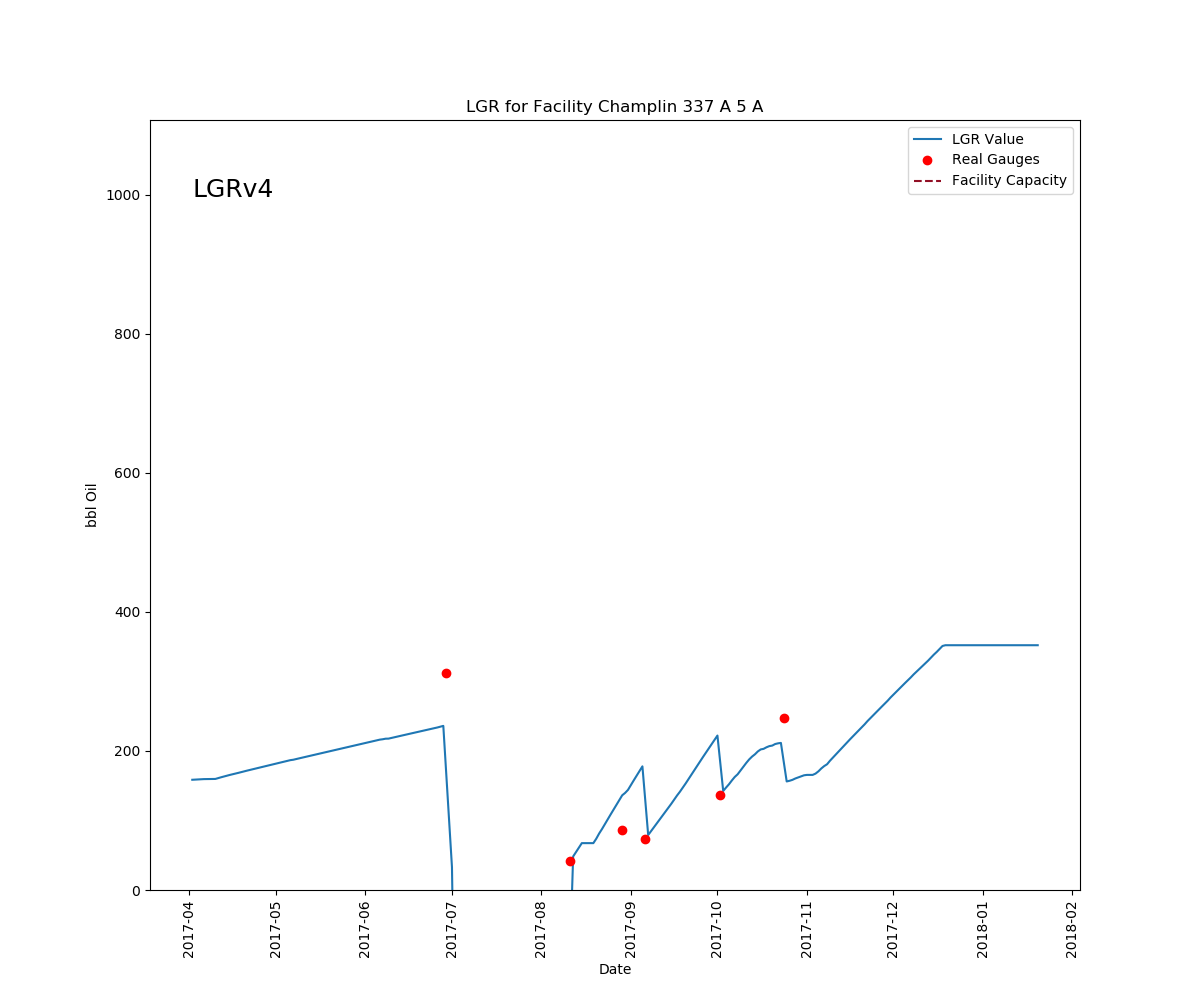 LGR for Facility Champlin 337 A 5 A
LGR Value
Real Gauges
Facility Capacity
LGRv4
1000
800
600
400
200
0
bbl Oil
2017-04
2017-05
2017-06
2017-07
2017-08
2017-09
2017-10
2017-11
2017-12
2018-01
2018-02
Date